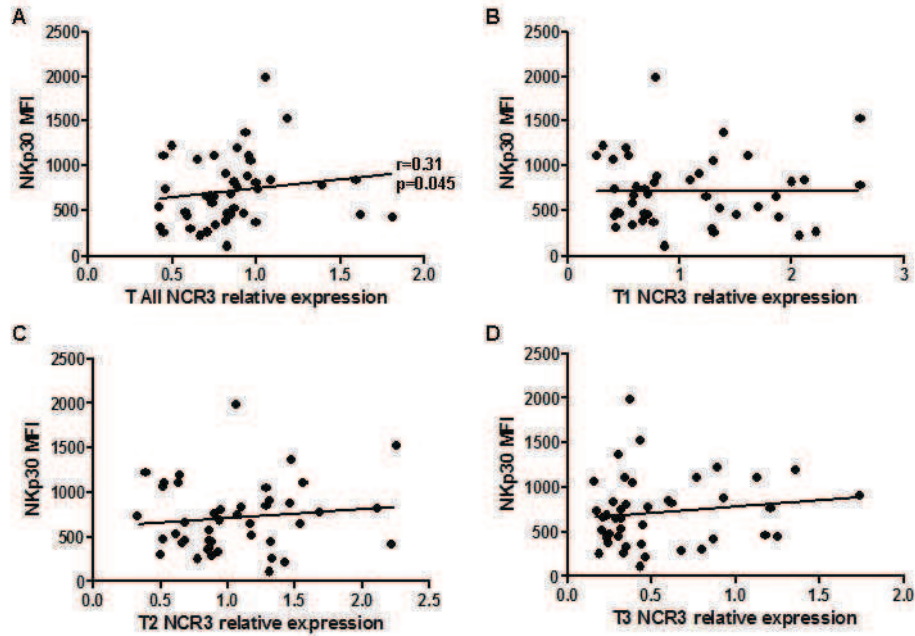 A
NKp30 MFI
2500
2000
1500
1000
500
0
0.0 0.5 1.0 1.5 2.0
r=0.31
p=0.045
T All NCR3 relative expression
B
NKp30 MFI
2500
2000
1500
1000
500
0
0 1 2 3
T1 NCR3 relative expression
C
NKp30 MFI
2500
2000
1500
1000
500
0
0.0 0.5 1.0 1.5 2.0 2.5
T2 NCR3 relative expression
D
NKp30 MFI
2500
2000
1500
1000
500
0
0.0 0.5 1.0 1.5 2.0
T3 NCR3 relative expression